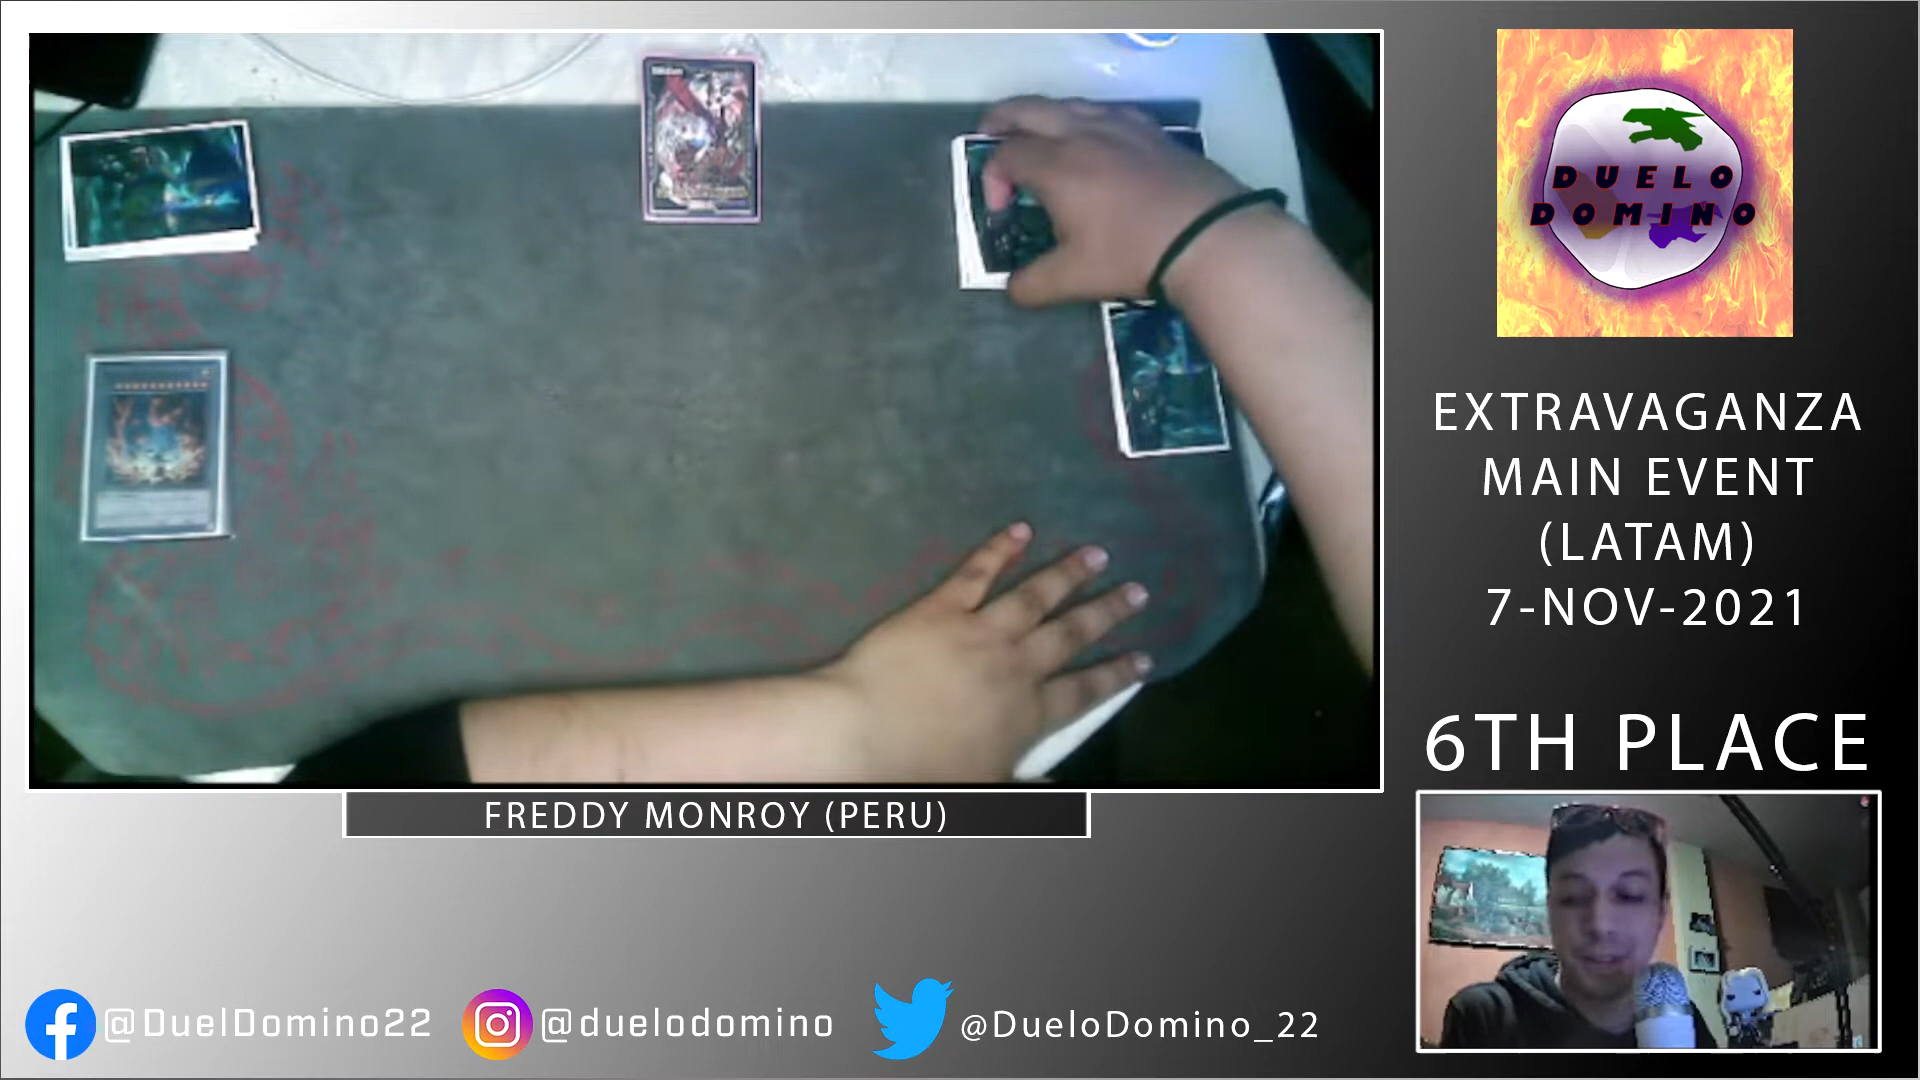 DUELO
DOMINO
EXTRAVAGANZA
MAIN EVENT
(LATAM)
7-NOV-2021
6TH PLACE
FREDDY MONROY (PERU)
@DuelDomino22
@duelodomino
@DueloDomino_22